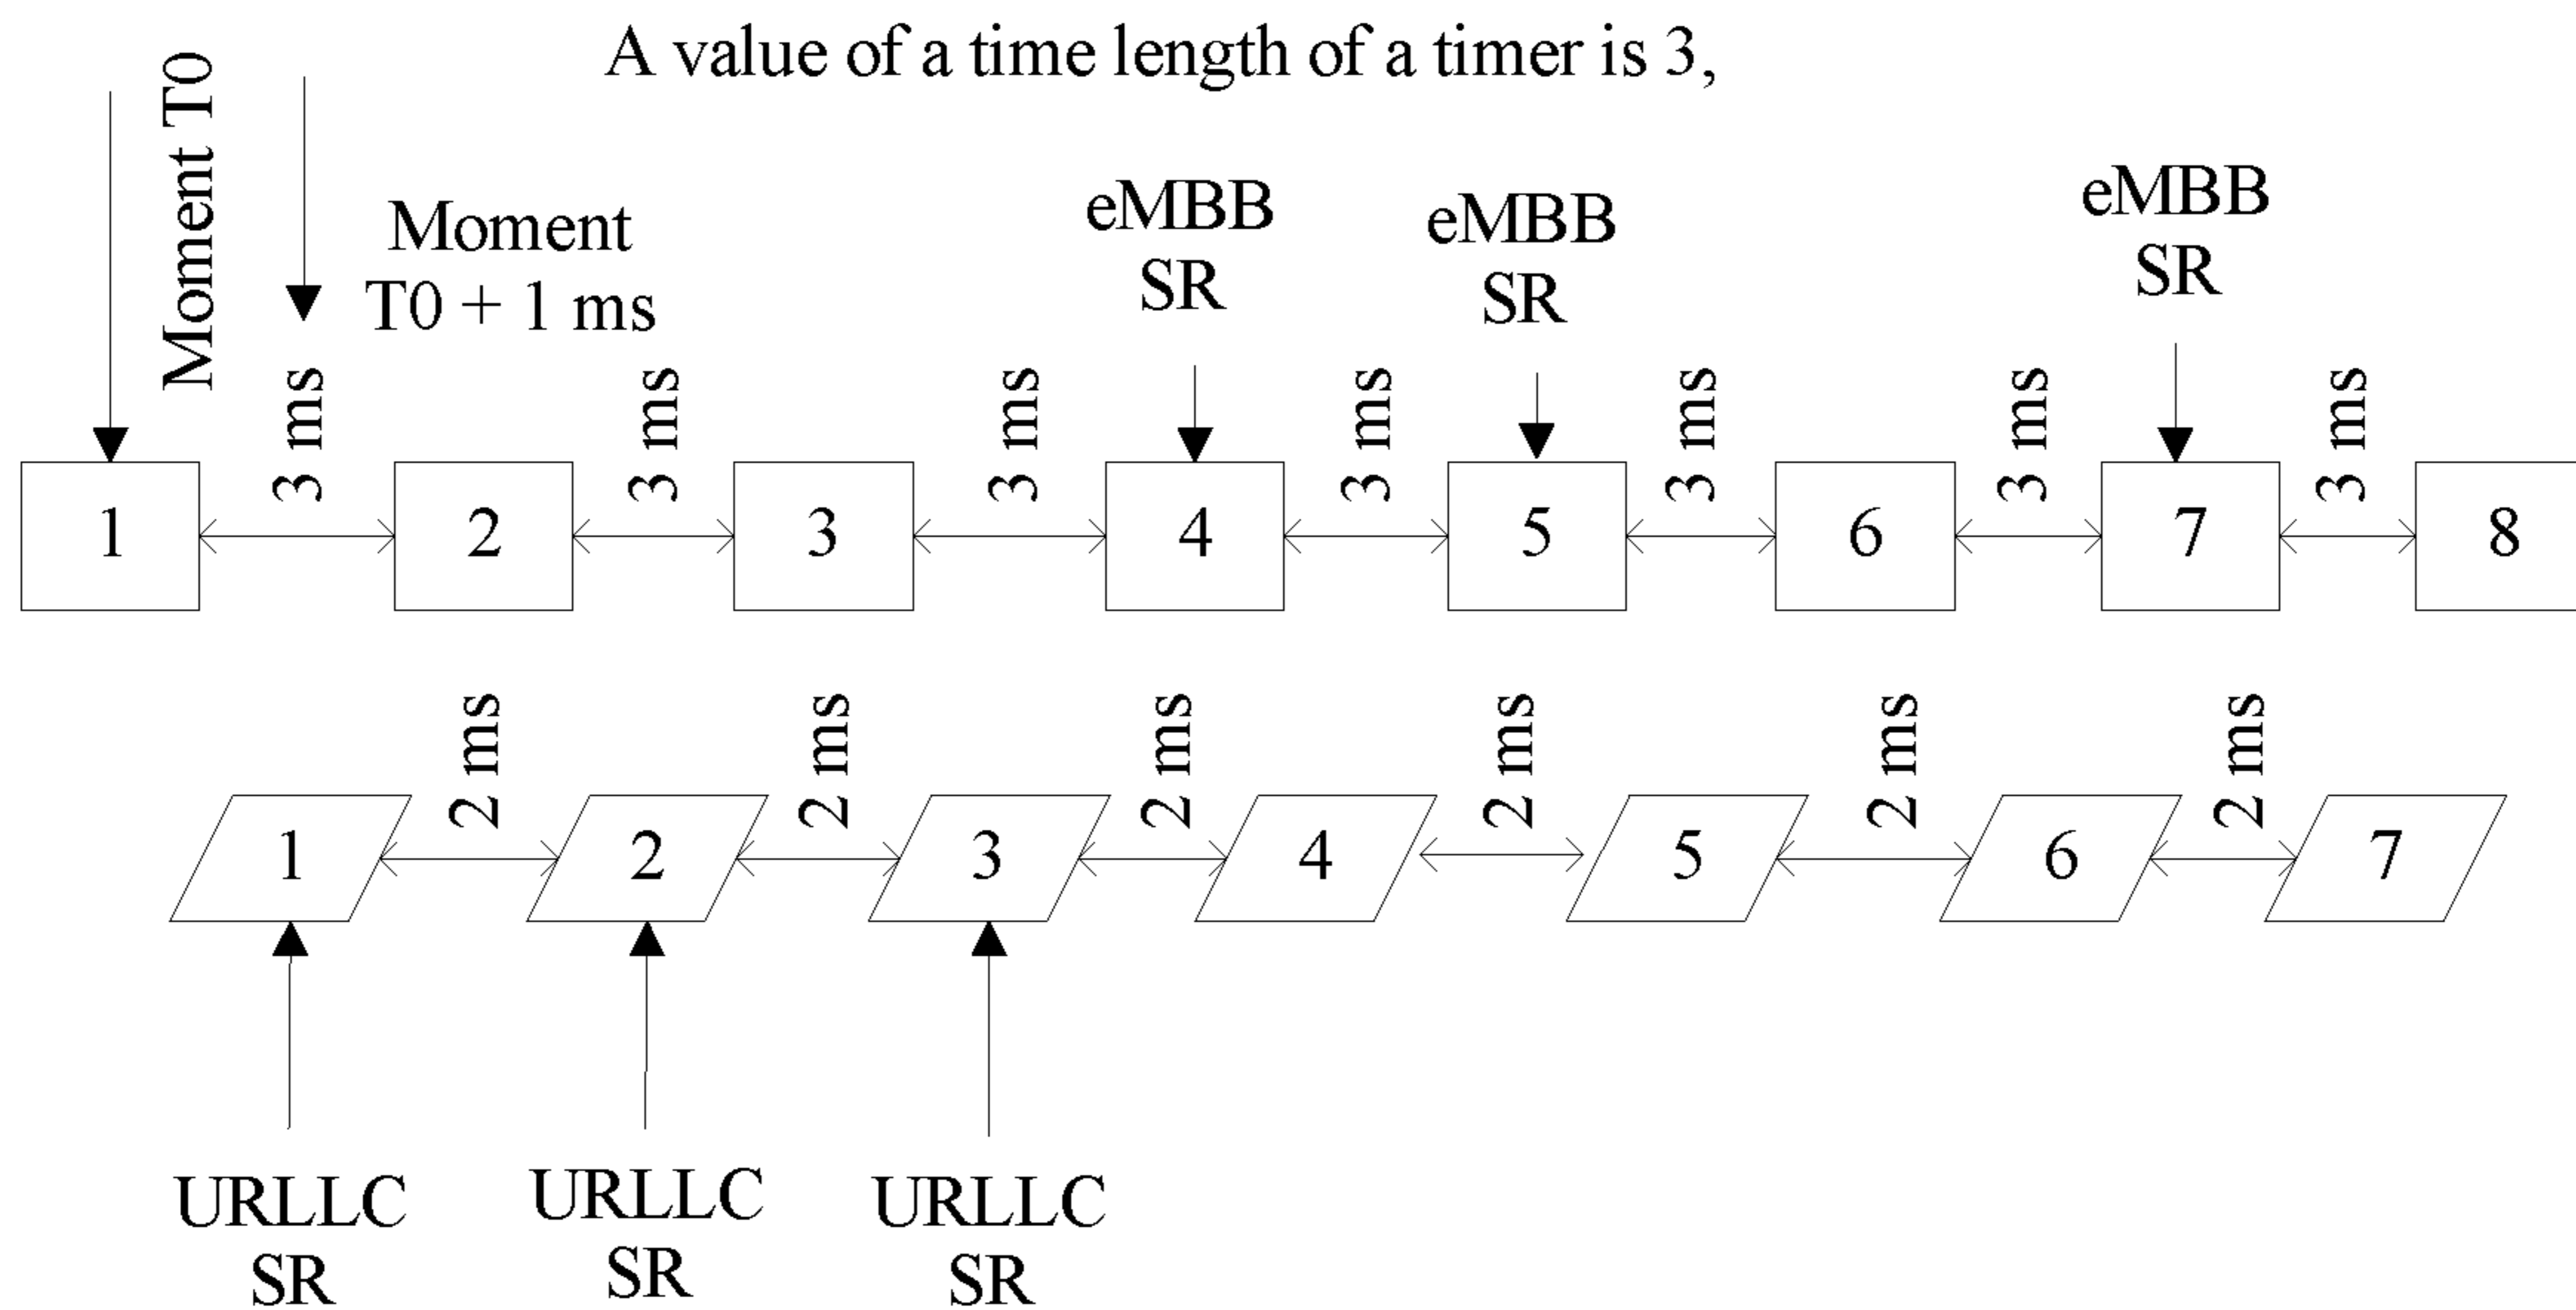 A value of a time length of a timer is 3,
Moment T0
Moment
T0 + 1 ms
eMBB
SR
eMBB
SR
eMBB
SR
3 ms
3 ms
3 ms
3 ms
3 ms
3 ms
3 ms
1
2
3
4
5
6
7
8
2 ms
2 ms
2 ms
2 ms
2 ms
2 ms
1
2
3
4
5
6
7
URLLC
SR
URLLC
SR
URLLC
SR